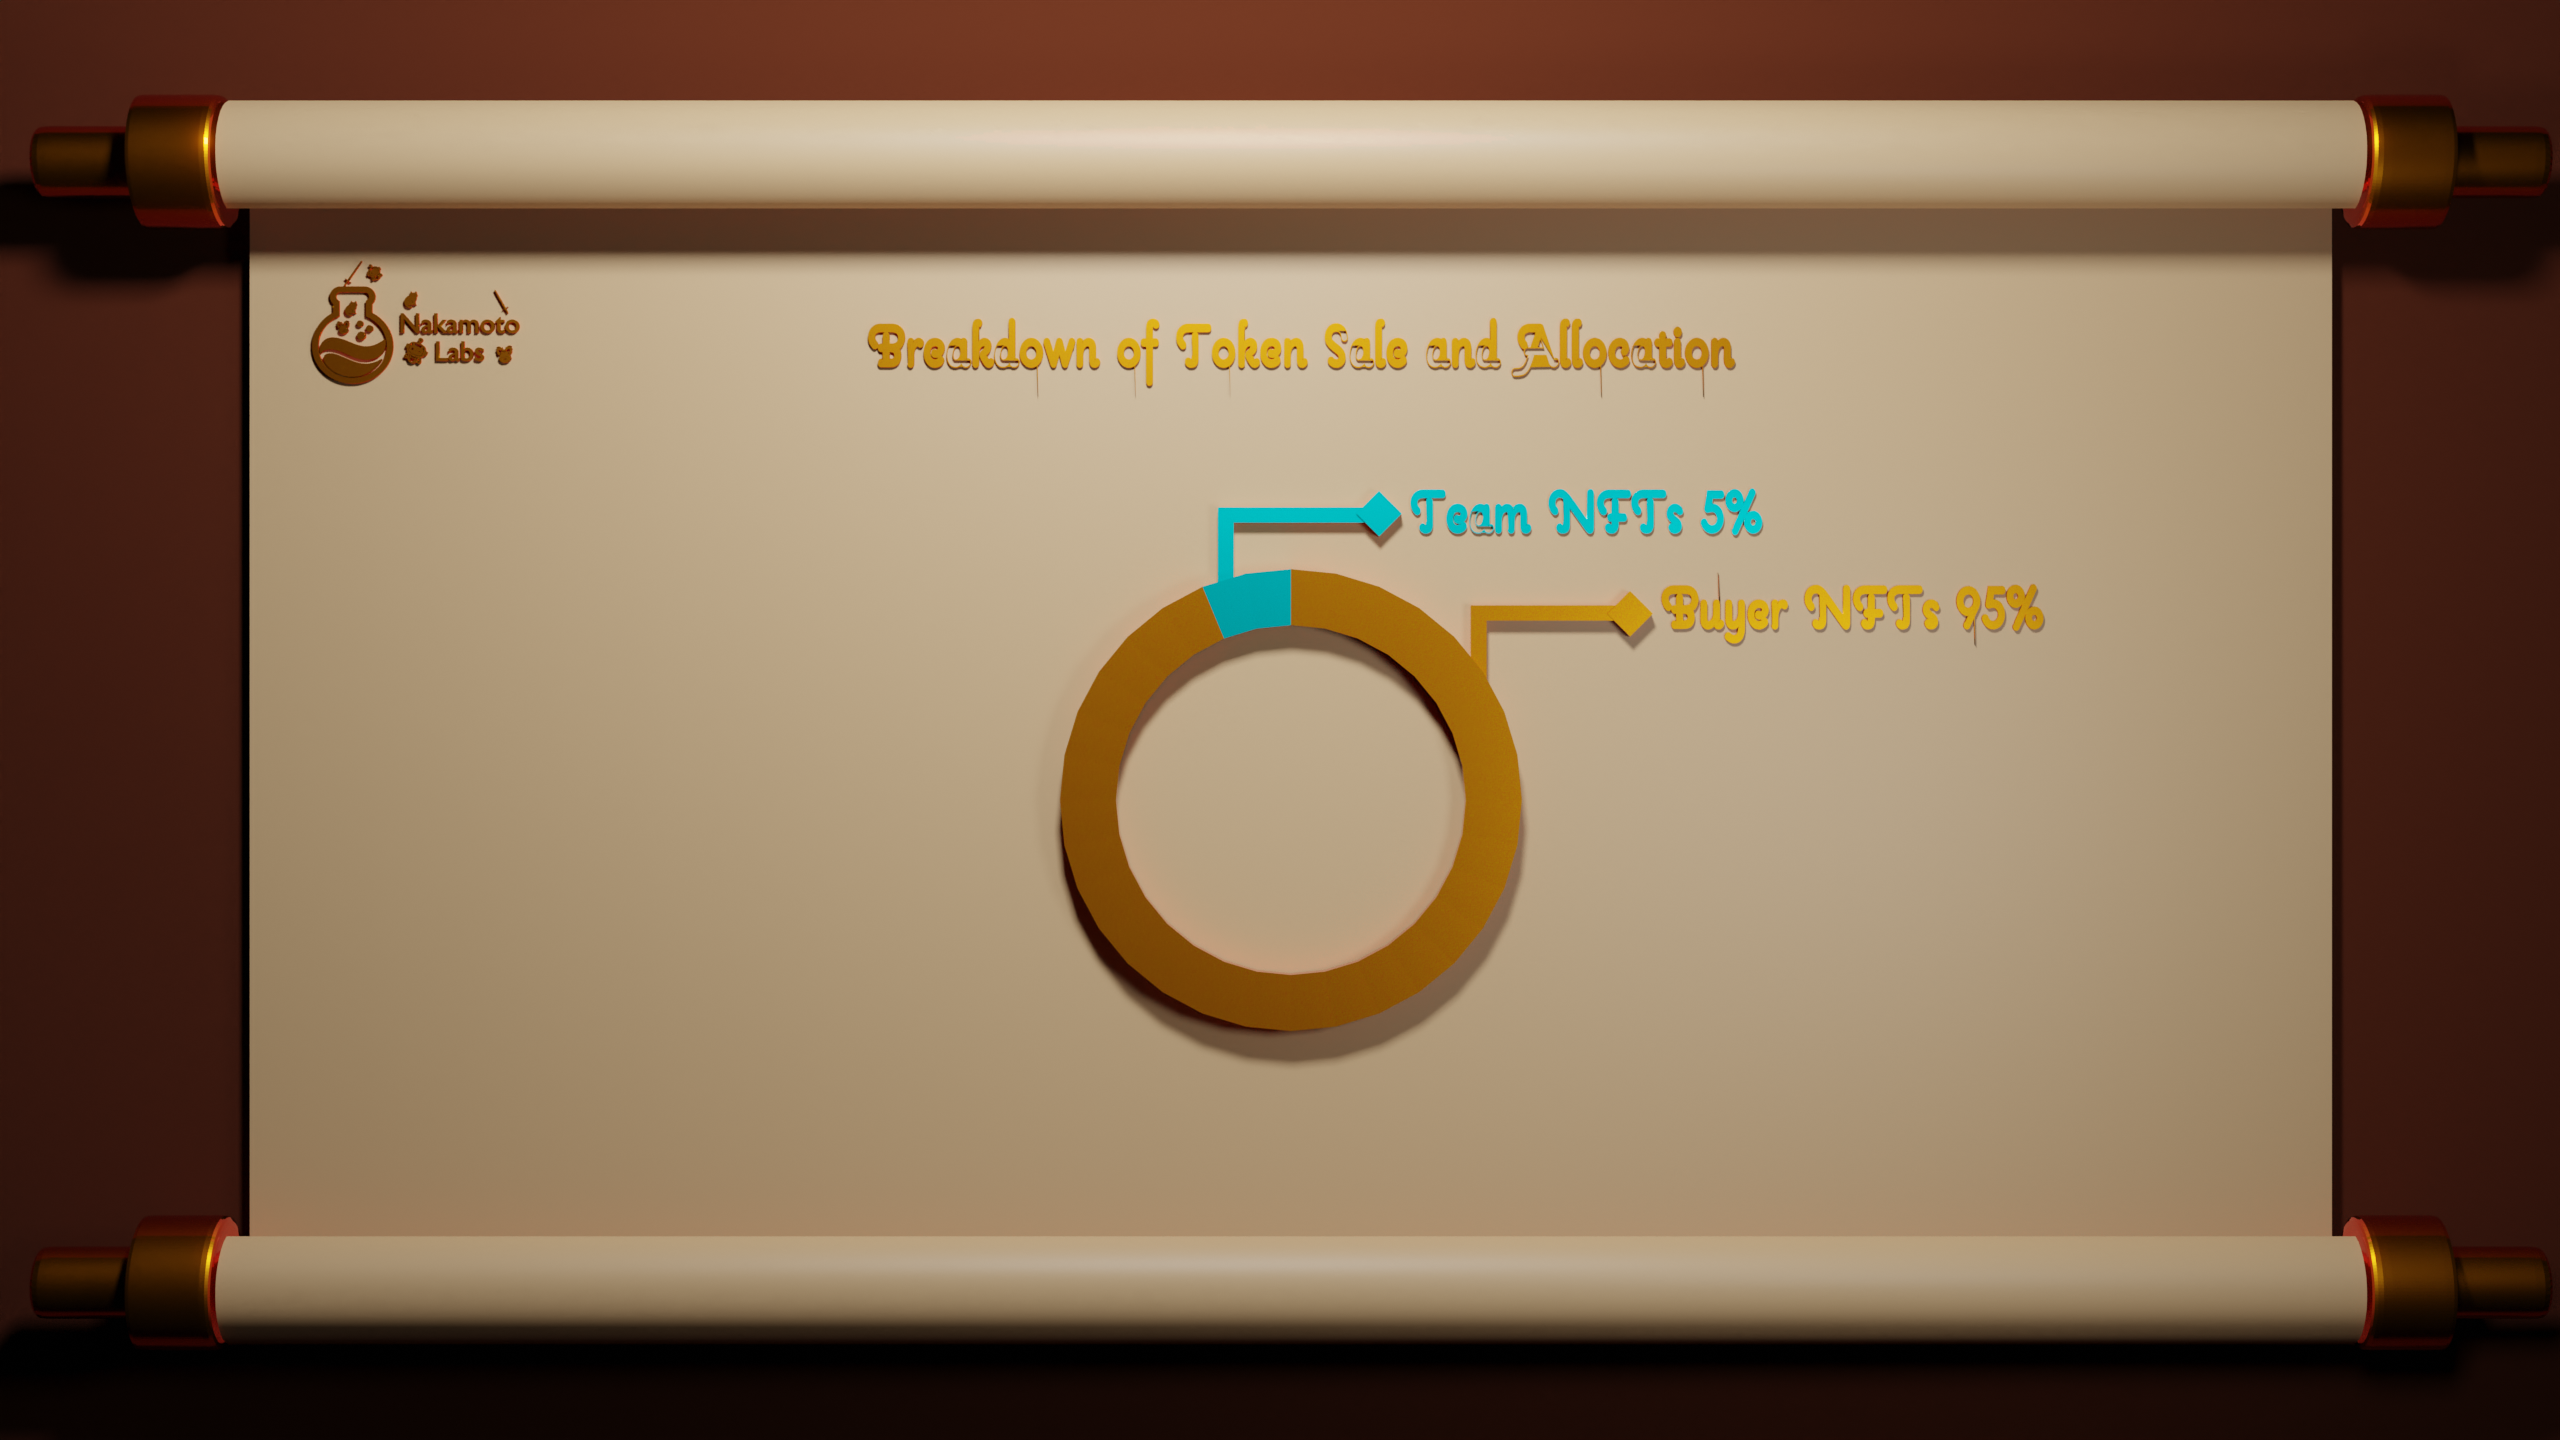 Nakamoto
Labs
Breakdown of Token Sale and Allocation
Team NFTs 5%
Buyer NFTs 95%